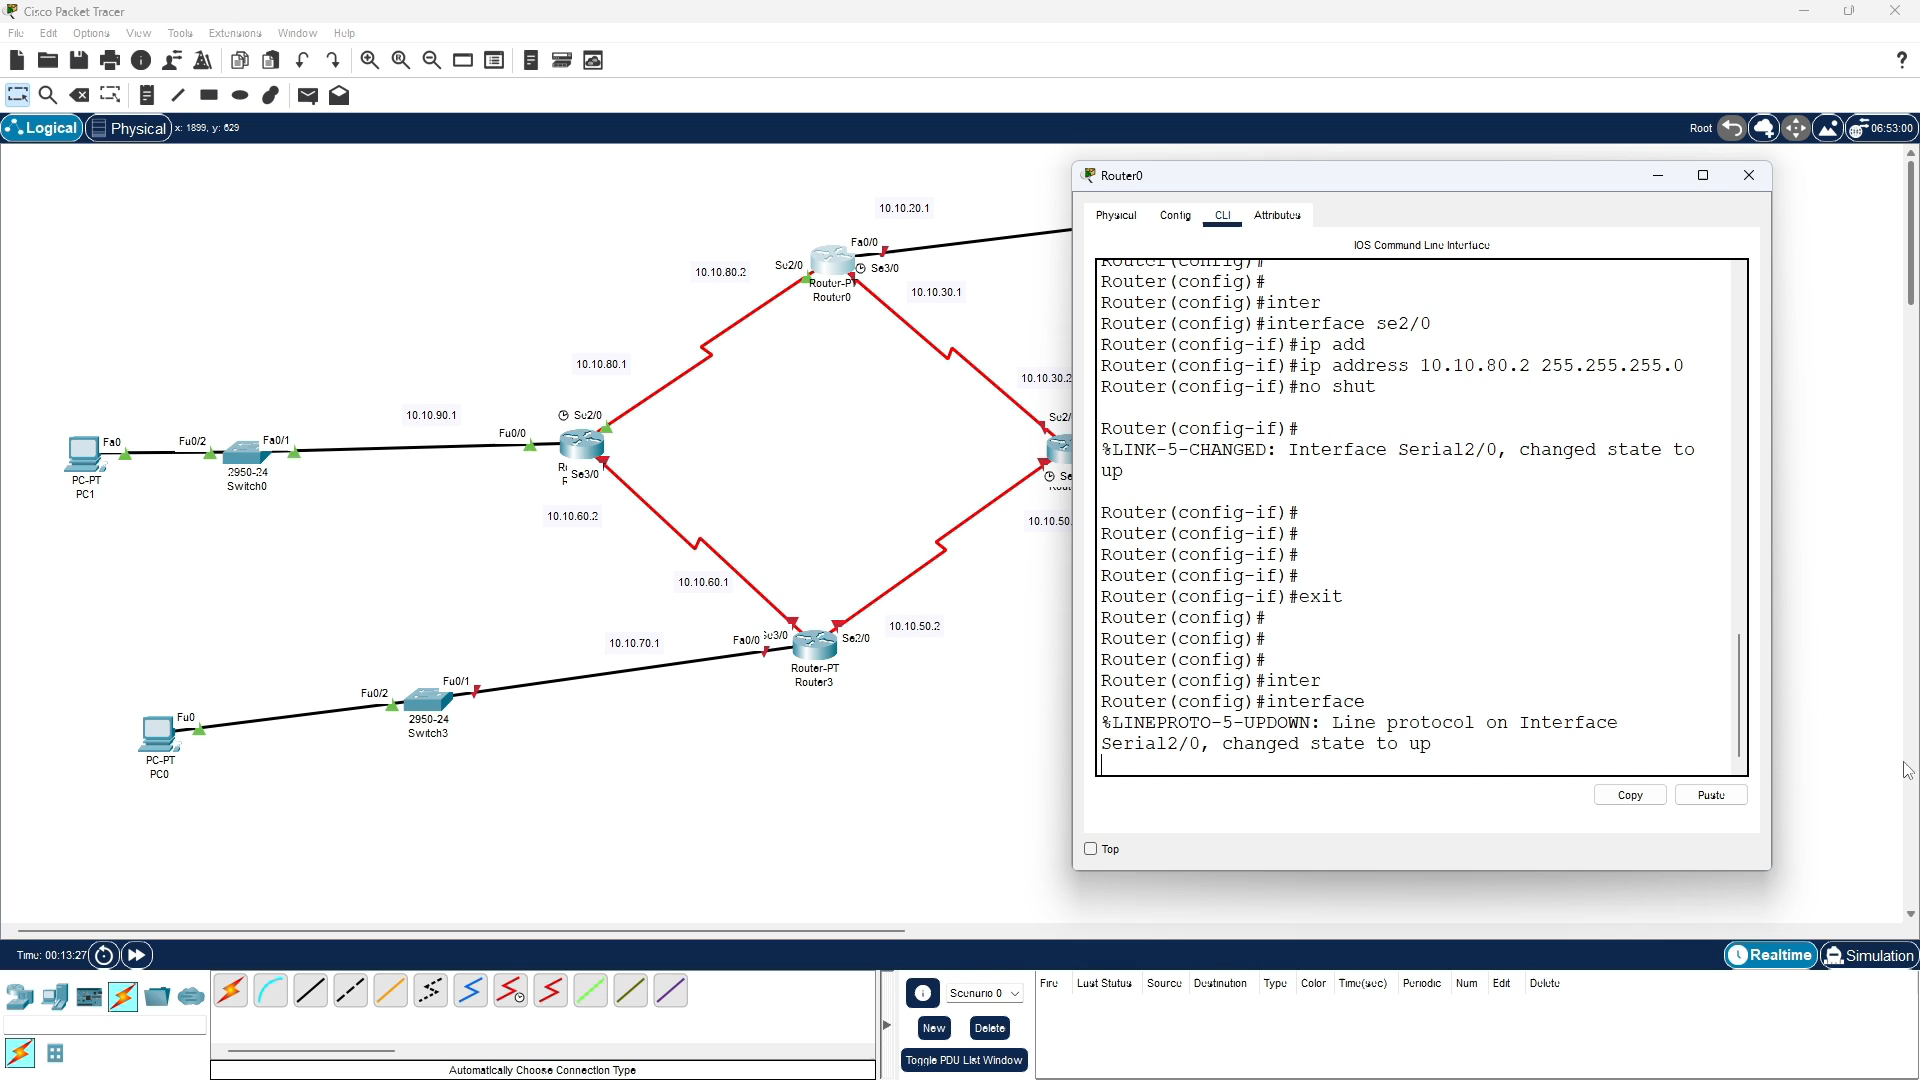 Cisco Packet Tracer
File Edit Options View Tools Extensions Window Help
Logical Physical x: 1899, y: 629 Root 06:53:00
Router0
Physical Config CLI Attributes
IOS Command Line Interface
Router(config)#
Router(config)#
Router(config)#inter
Router(config)#interface se2/0
Router(config-if)#ip add
Router(config-if)#ip address 10.10.80.2 255.255.255.0
Router(config-if)#no shut
Router(config-if)#
%LINK-5-CHANGED: Interface Serial2/0, changed state to
up
Router(config-if)#
Router(config-if)#
Router(config-if)#
Router(config-if)#
Router(config-if)#exit
Router(config)#
Router(config)#
Router(config)#
Router(config)#inter
Router(config)#interface
%LINEPROTO-5-UPDOWN: Line protocol on Interface
Serial2/0, changed state to up
Copy Paste
Top
10.10.20.1
Fa0/0
10.10.80.2 Se2/0 Se3/0
Router-PT
Router0
10.10.30.1
10.10.80.1
10.10.30.2
10.10.90.1 Se2/0
Fa0 Fa0/2 Fa0/1 Fa0/0
PC-PT
PC1
2950-24
Switch0
Se3/0
10.10.60.2
10.10.50.
10.10.60.1
10.10.70.1 Fa0/0 Se3/0 Se2/0 10.10.50.2
Router-PT
Router3
Fa0/2 Fa0/1
2950-24
Switch3
Fa0
PC-PT
PC0
Time: 00:13:27 Realtime Simulation
Scenario 0
New Delete
Toggle PDU List Window
Fire Last Status Source Destination Type Color Time(sec) Periodic Num Edit Delete
Automatically Choose Connection Type